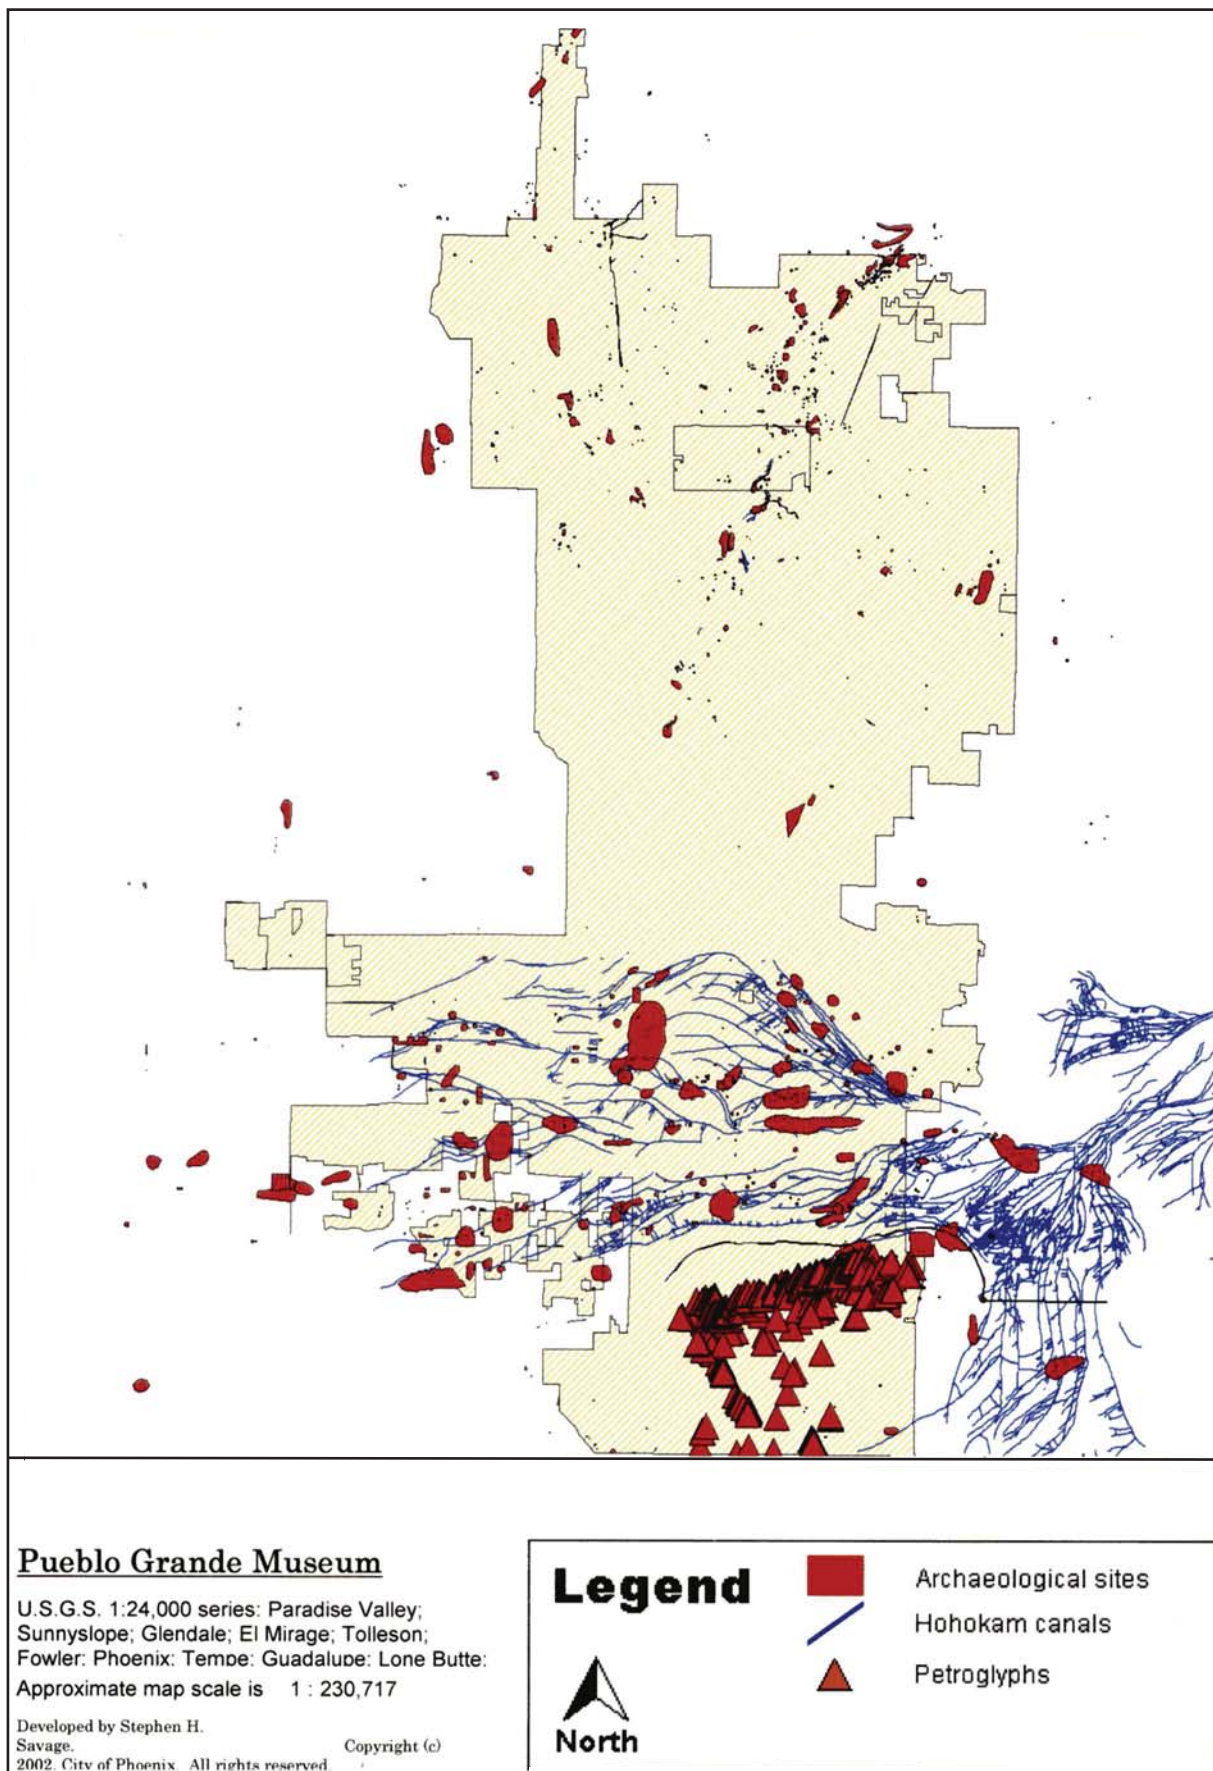 Pueblo Grande Museum
U.S.G.S. 1:24,000 series: Paradise Valley;
Sunnyslope; Glendale; El Mirage; Tolleson;
Fowler; Phoenix; Tempe; Guadalupe; Lone Butte;
Approximate map scale is 1 : 230,717
Developed by Stephen H.
Savage. Copyright (c)
2002. City of Phoenix. All rights reserved.
Legend
Archaeological sites
Hohokam canals
Petroglyphs
North